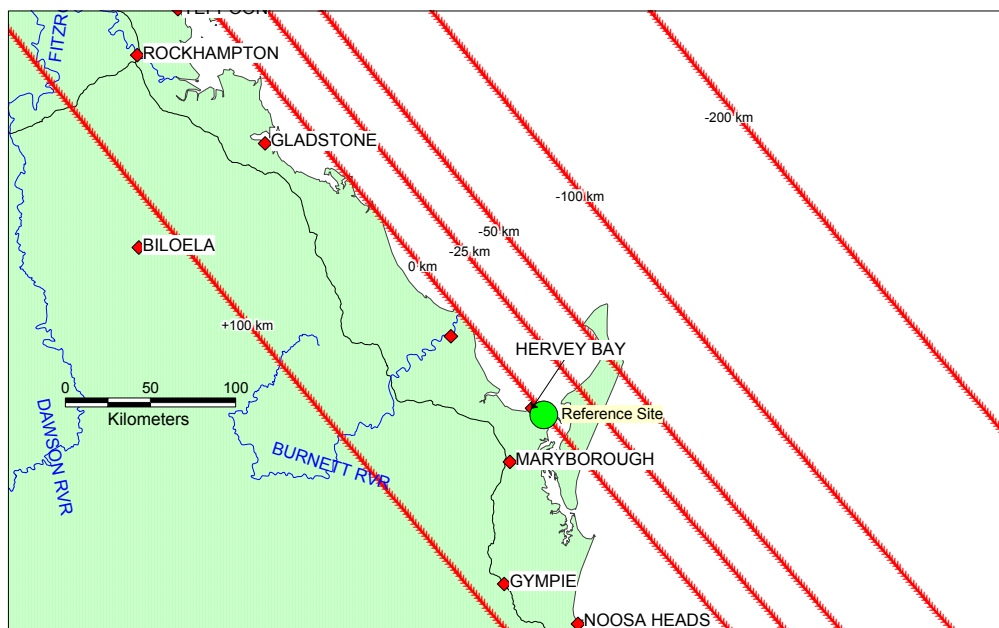 FITZRO
ROCKHAMPTON
-200 km
GLADSTONE
-100 km
-50 km
BILOELA
-25 km
0 km
+100 km
HERVEY BAY
0 50 100
Kilometers
Reference Site
DAWSON RVR
BURNETT RVR
MARYBOROUGH
GYMPIE
NOOSA HEADS